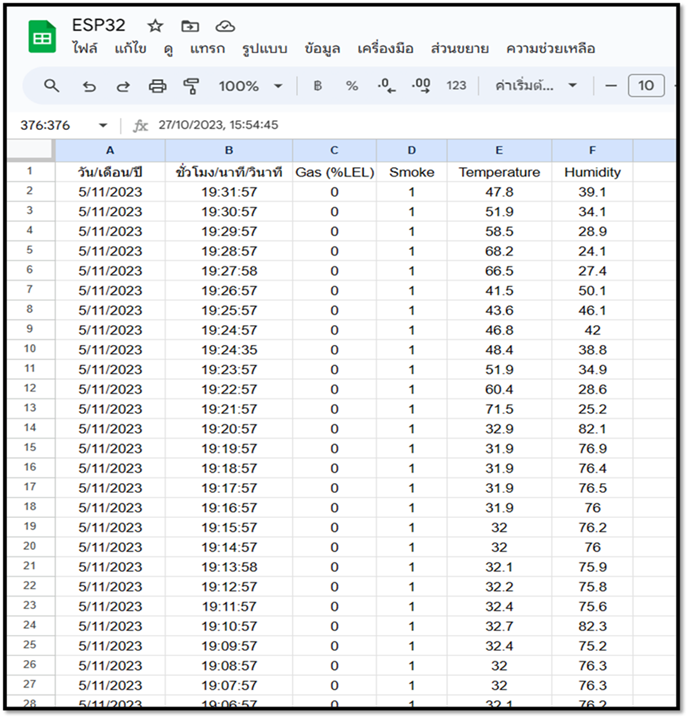 ESP32
ไฟล์ แก้ไข ดู แทรก รูปแบบ ข้อมูล เครื่องมือ ส่วนขยาย ความช่วยเหลือ
100% ฿ % .0 .00 123 ค่าเริ่มต้... 10
376:376 fx 27/10/2023, 15:54:45
A B C D E F
1 วัน/เดือน/ปี ชั่วโมง/นาที/วินาที Gas (%LEL) Smoke Temperature Humidity
2 5/11/2023 19:31:57 0 1 47.8 39.1
3 5/11/2023 19:30:57 0 1 51.9 34.1
4 5/11/2023 19:29:57 0 1 58.5 28.9
5 5/11/2023 19:28:57 0 1 68.2 24.1
6 5/11/2023 19:27:58 0 1 66.5 27.4
7 5/11/2023 19:26:57 0 1 41.5 50.1
8 5/11/2023 19:25:57 0 1 43.6 46.1
9 5/11/2023 19:24:57 0 1 46.8 42
10 5/11/2023 19:24:35 0 1 48.4 38.8
11 5/11/2023 19:23:57 0 1 51.9 34.9
12 5/11/2023 19:22:57 0 1 60.4 28.6
13 5/11/2023 19:21:57 0 1 71.5 25.2
14 5/11/2023 19:20:57 0 1 32.9 82.1
15 5/11/2023 19:19:57 0 1 31.9 76.9
16 5/11/2023 19:18:57 0 1 31.9 76.4
17 5/11/2023 19:17:57 0 1 31.9 76.5
18 5/11/2023 19:16:57 0 1 31.9 76
19 5/11/2023 19:15:57 0 1 32 76.2
20 5/11/2023 19:14:57 0 1 32 76
21 5/11/2023 19:13:58 0 1 32.1 75.9
22 5/11/2023 19:12:57 0 1 32.2 75.8
23 5/11/2023 19:11:57 0 1 32.4 75.6
24 5/11/2023 19:10:57 0 1 32.7 82.3
25 5/11/2023 19:09:57 0 1 32.4 75.2
26 5/11/2023 19:08:57 0 1 32 76.3
27 5/11/2023 19:07:57 0 1 32 76.3
28 5/11/2023 19:06:57 0 1 32.1 76.2